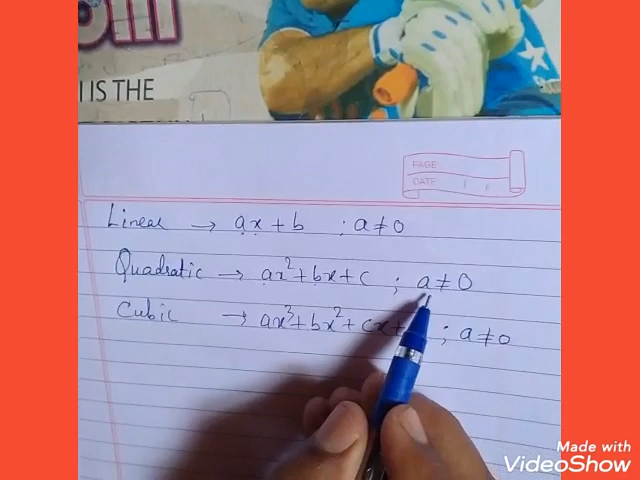 I IS THE
PAGE
DATE
Linear → ax + b ; a ≠ 0
Quadratic → ax² + bx + c ; a ≠ 0
Cubic → ax³ + bx² + cx + ; a ≠ 0
Made with
VideoShow